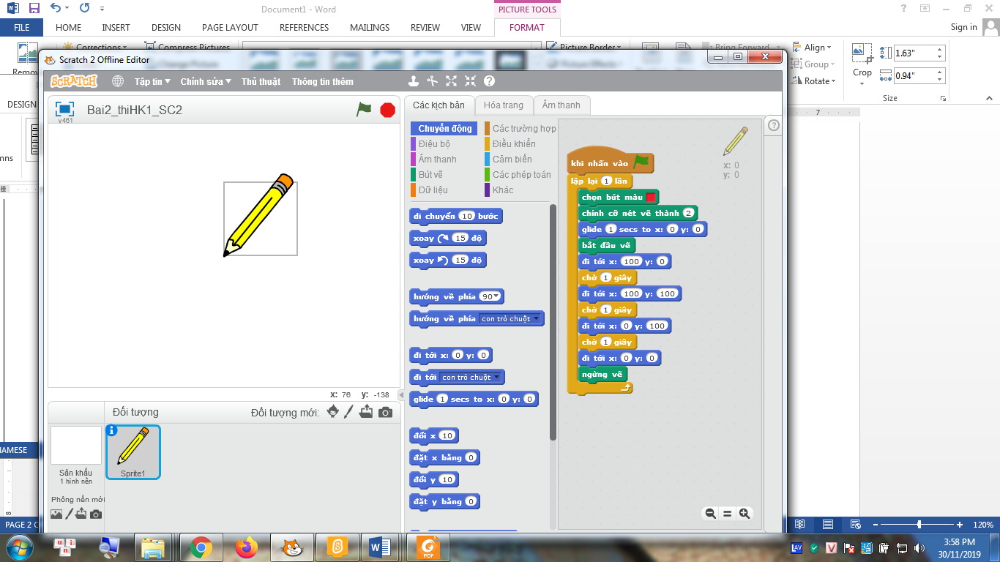 Document1 - Word
PICTURE TOOLS
FILE
HOME
INSERT
DESIGN
PAGE LAYOUT
REFERENCES
MAILINGS
REVIEW
VIEW
FORMAT
Sign in
Corrections
Compress Pictures
Picture Border
Bring Forward
Align
Group
Rotate
Crop
1.63"
0.94"
Size
DESIGN
Scratch 2 Offline Editor
SCRATCH
Tập tin
Chỉnh sửa
Thủ thuật
Thông tin thêm
v461
Bai2_thiHK1_SC2
Các kịch bản
Hóa trang
Âm thanh
7
Chuyển động
Các trường hợp
Điệu bộ
Điều khiển
Âm thanh
Cảm biến
Bút vẽ
Các phép toán
Dữ liệu
Khác
di chuyển 10 bước
xoay 15 độ
xoay 15 độ
hướng về phía 90
hướng về phía con trỏ chuột
đi tới x: 0 y: 0
đi tới con trỏ chuột
glide 1 secs to x: 0 y: 0
đổi x 10
đặt x bằng 0
đổi y 10
đặt y bằng 0
khi nhấn vào
lặp lại 1 lần
chọn bút màu
chỉnh cỡ nét vẽ thành 2
glide 1 secs to x: 0 y: 0
bắt đầu vẽ
đi tới x: 100 y: 0
chờ 1 giây
đi tới x: 100 y: 100
chờ 1 giây
đi tới x: 0 y: 100
chờ 1 giây
đi tới x: 0 y: 0
ngừng vẽ
x: 0
y: 0
x: 76 y: -138
Đối tượng
Đối tượng mới:
Sân khấu
1 hình nền
Phông nền mới
Sprite1
PAGE 2
120%
3:58 PM
30/11/2019